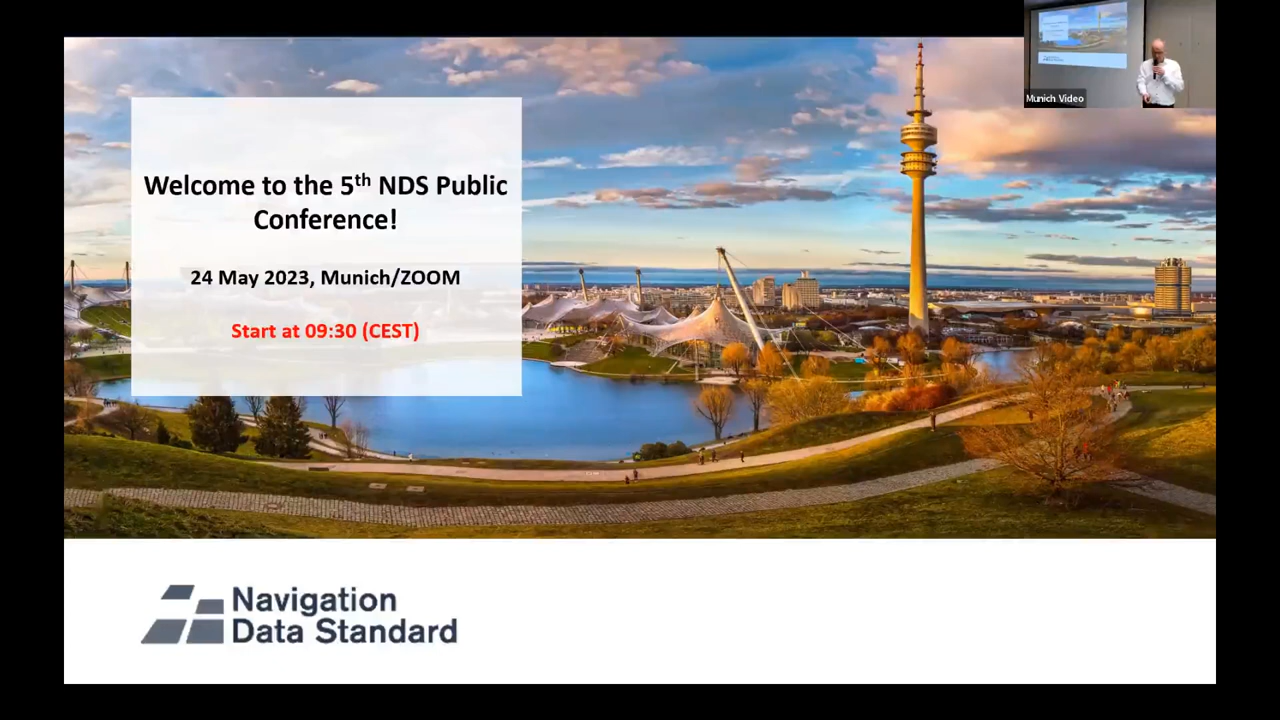 Welcome to the 5th NDS Public
Conference!
24 May 2023, Munich/ZOOM
Start at 09:30 (CEST)
Munich Video
Navigation
Data Standard